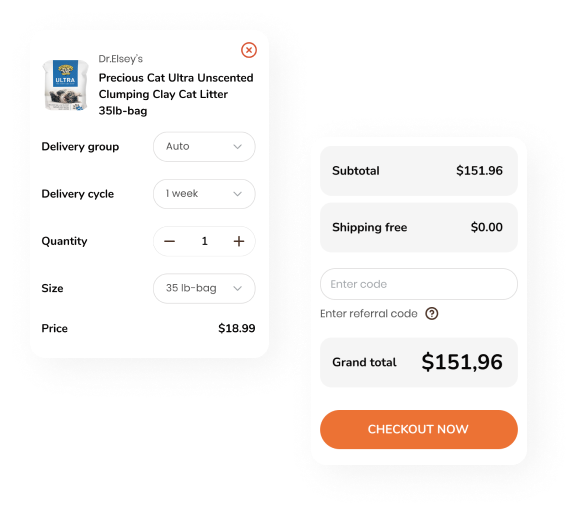 Dr.Elsey's
Precious Cat Ultra Unscented
Clumping Clay Cat Litter
35lb-bag
ULTRA
Delivery group
Auto
Delivery cycle
1 week
Quantity
1
Size
35 lb-bag
Price
$18.99
Subtotal
$151.96
Shipping free
$0.00
Enter code
Enter referral code
Grand total
$151,96
CHECKOUT NOW